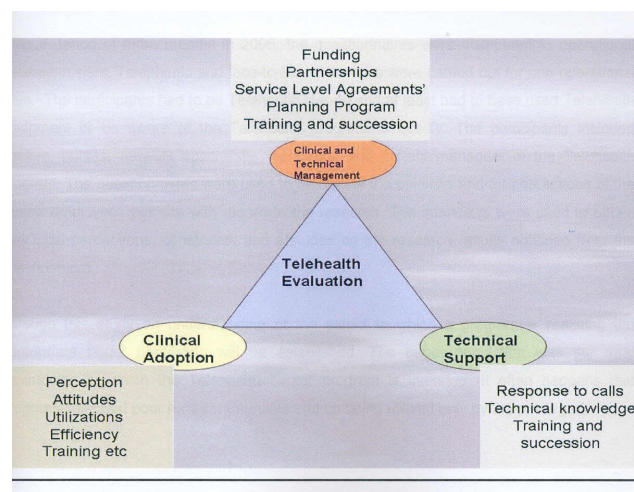 Funding
Partnerships
Service Level Agreements'
Planning Program
Training and succession
Clinical and
Technical
Management
Telehealth
Evaluation
Clinical
Adoption
Technical
Support
Perception
Attitudes
Utilizations
Efficiency
Training etc
Response to calls
Technical knowledge
Training and
succession